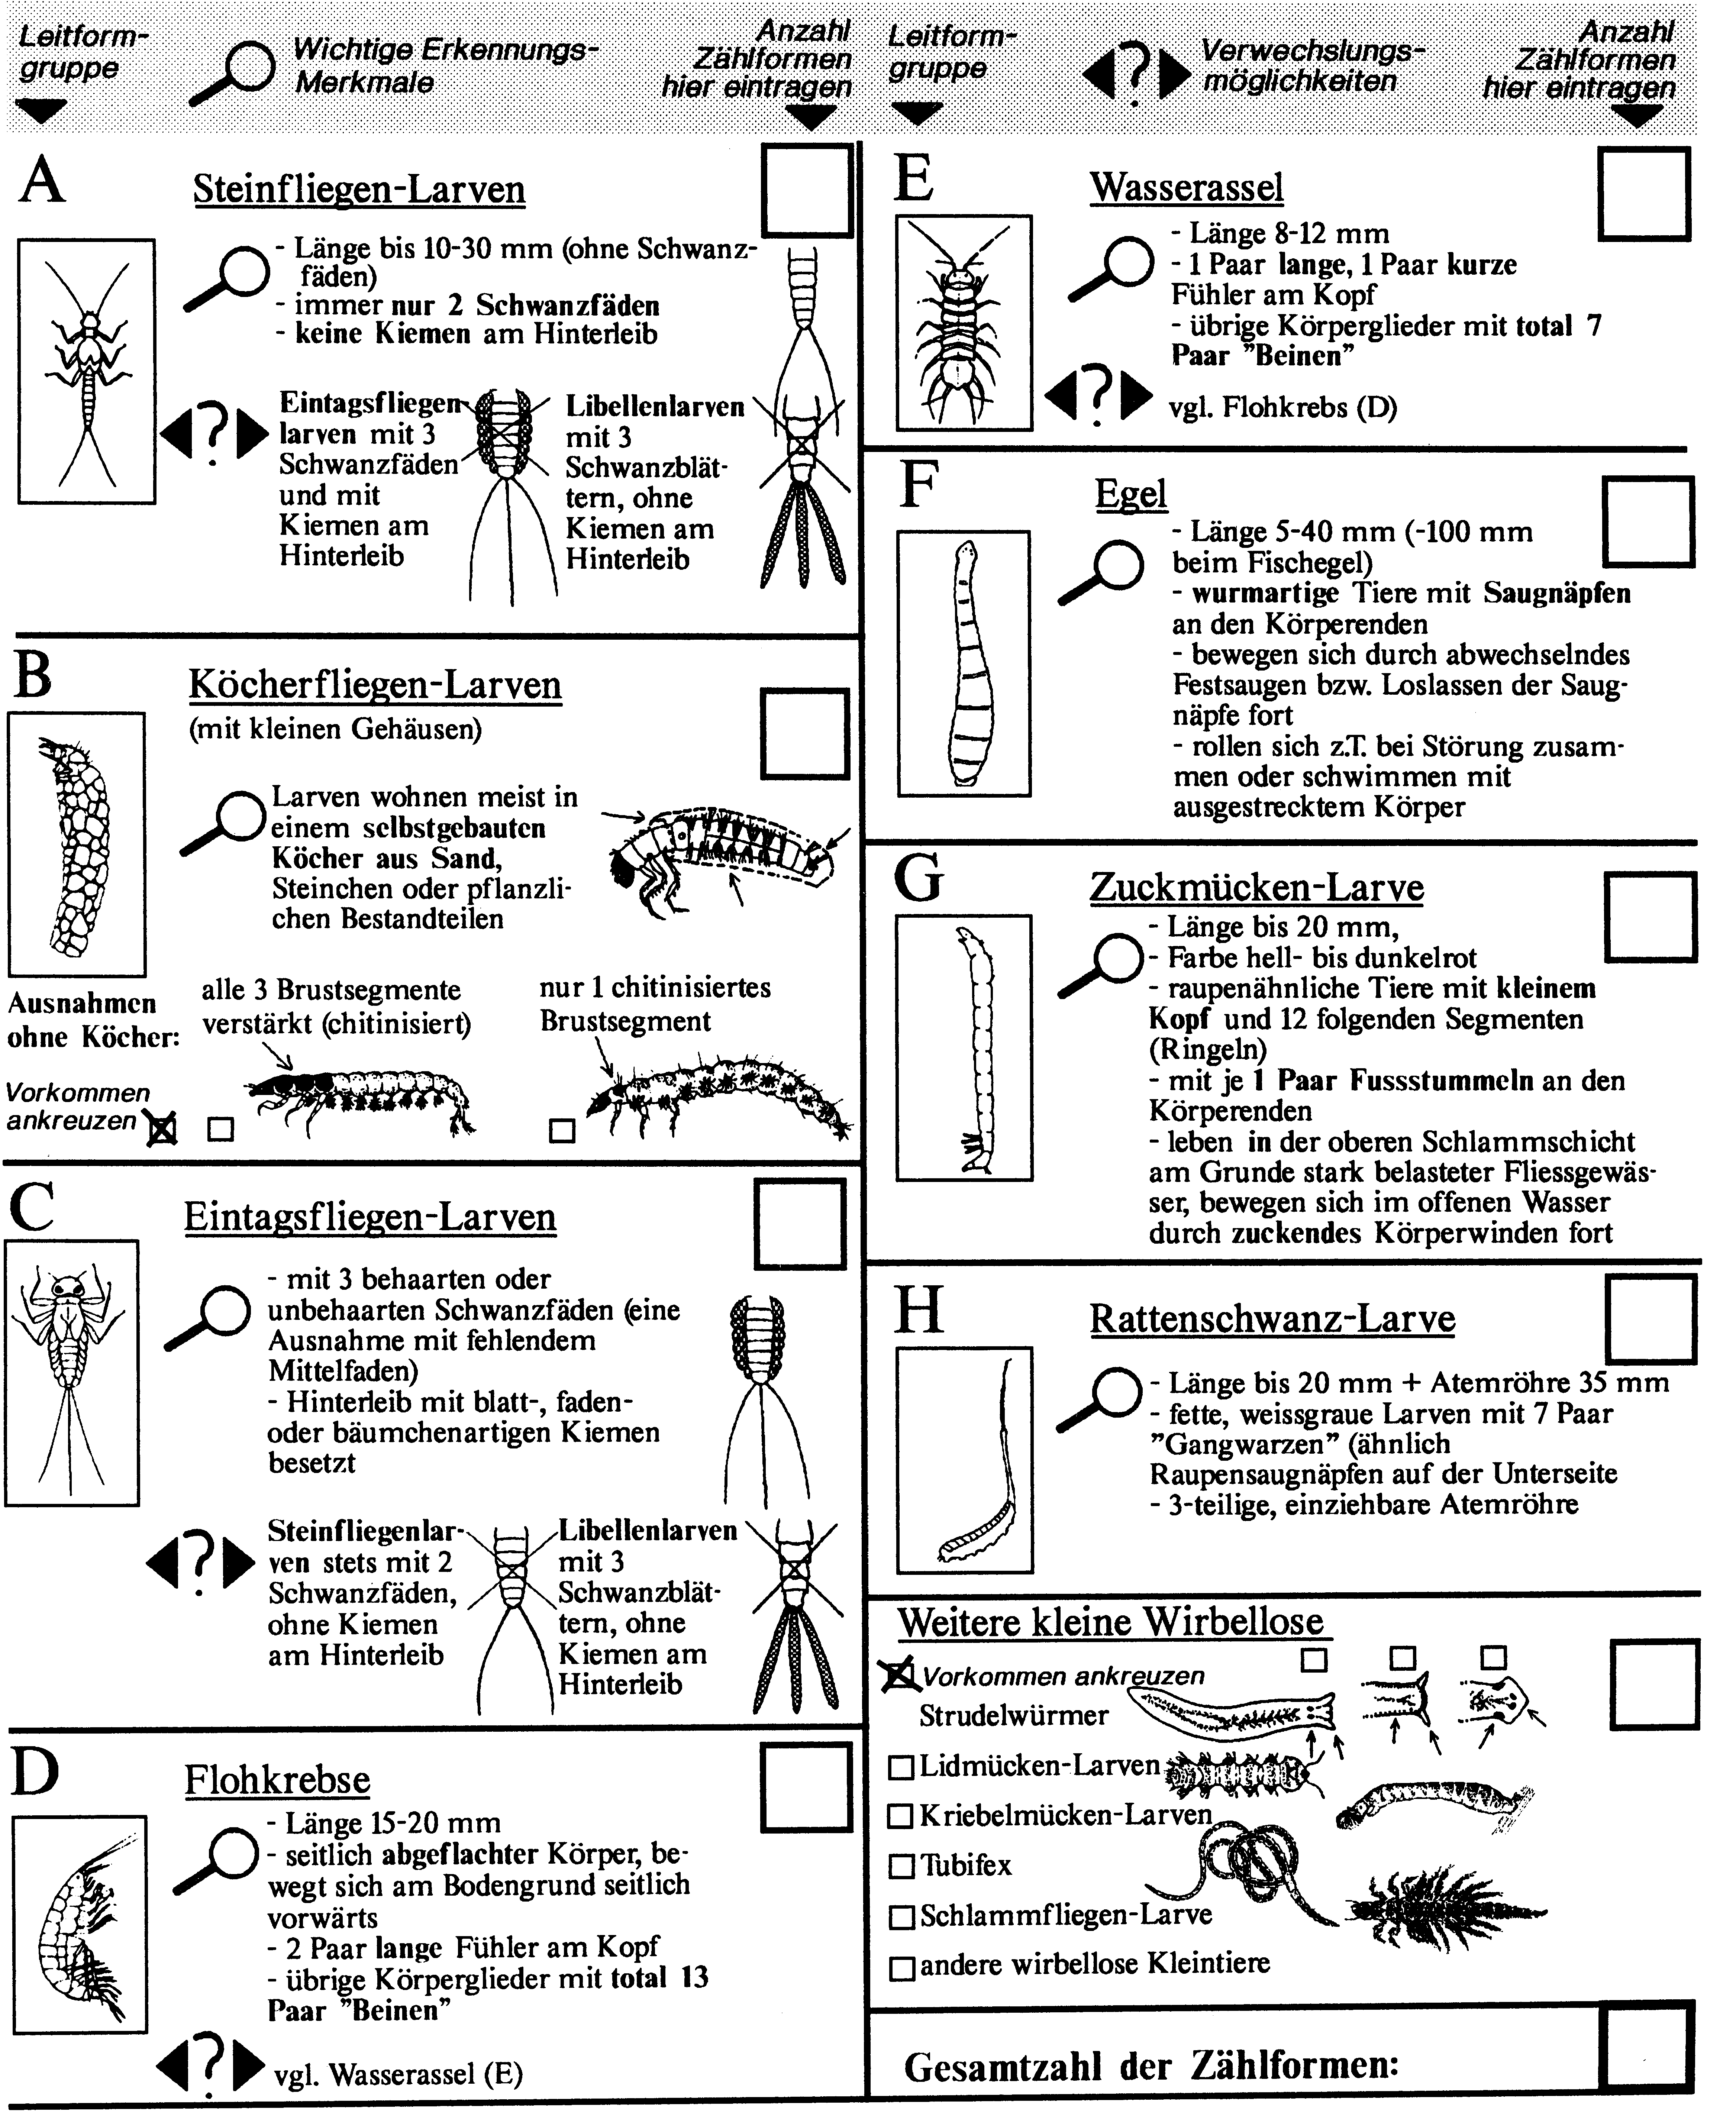 Leitform-
gruppe
Wichtige Erkennungs-
Merkmale
Anzahl
Zählformen
hier eintragen
Leitform-
gruppe
?
Verwechslungs-
möglichkeiten
Anzahl
Zählformen
hier eintragen
A
Steinfliegen-Larven
- Länge bis 10-30 mm (ohne Schwanz-
fäden)
- immer nur 2 Schwanzfäden
- keine Kiemen am Hinterleib
?
Eintagsfliegen-
larven mit 3
Schwanzfäden
und mit
Kiemen am
Hinterleib
Libellenlarven
mit 3
Schwanzblät-
tern, ohne
Kiemen am
Hinterleib
B
Köcherfliegen-Larven
(mit kleinen Gehäusen)
Larven wohnen meist in
einem selbstgebauten
Köcher aus Sand,
Steinchen oder pflanzli-
chen Bestandteilen
Ausnahmen
ohne Köcher:
alle 3 Brustsegmente
verstärkt (chitinisiert)
nur 1 chitinisiertes
Brustsegment
Vorkommen
ankreuzen
C
Eintagsfliegen-Larven
- mit 3 behaarten oder
unbehaarten Schwanzfäden (eine
Ausnahme mit fehlendem
Mittelfaden)
- Hinterleib mit blatt-, faden-
oder bäumchenartigen Kiemen
besetzt
?
Steinfliegenlar-
ven stets mit 2
Schwanzfäden,
ohne Kiemen
am Hinterleib
Libellenlarven
mit 3
Schwanzblät-
tern, ohne
Kiemen am
Hinterleib
D
Flohkrebse
- Länge 15-20 mm
- seitlich abgeflachter Körper, be-
wegt sich am Bodengrund seitlich
vorwärts
- 2 Paar lange Fühler am Kopf
- übrige Körperglieder mit total 13
Paar "Beinen"
?
vgl. Wasserassel (E)
E
Wasserassel
- Länge 8-12 mm
- 1 Paar lange, 1 Paar kurze
Fühler am Kopf
- übrige Körperglieder mit total 7
Paar "Beinen"
?
vgl. Flohkrebs (D)
F
Egel
- Länge 5-40 mm (-100 mm
beim Fischegel)
- wurmartige Tiere mit Saugnäpfen
an den Körperenden
- bewegen sich durch abwechselndes
Festsaugen bzw. Loslassen der Saug-
näpfe fort
- rollen sich z.T. bei Störung zusam-
men oder schwimmen mit
ausgestrecktem Körper
G
Zuckmücken-Larve
- Länge bis 20 mm,
- Farbe hell- bis dunkelrot
- raupenähnliche Tiere mit kleinem
Kopf und 12 folgenden Segmenten
(Ringeln)
- mit je 1 Paar Fussstummeln an den
Körperenden
- leben in der oberen Schlammschicht
am Grunde stark belasteter Fliessgewäs-
ser, bewegen sich im offenen Wasser
durch zuckendes Körperwinden fort
H
Rattenschwanz-Larve
- Länge bis 20 mm + Atemröhre 35 mm
- fette, weissgraue Larven mit 7 Paar
"Gangwarzen" (ähnlich
Raupensaugnäpfen auf der Unterseite
- 3-teilige, einziehbare Atemröhre
Weitere kleine Wirbellose
Vorkommen ankreuzen
Strudelwürmer
Lidmücken-Larven
Kriebelmücken-Larven
Tubifex
Schlammfliegen-Larve
andere wirbellose Kleintiere
Gesamtzahl der Zählformen: